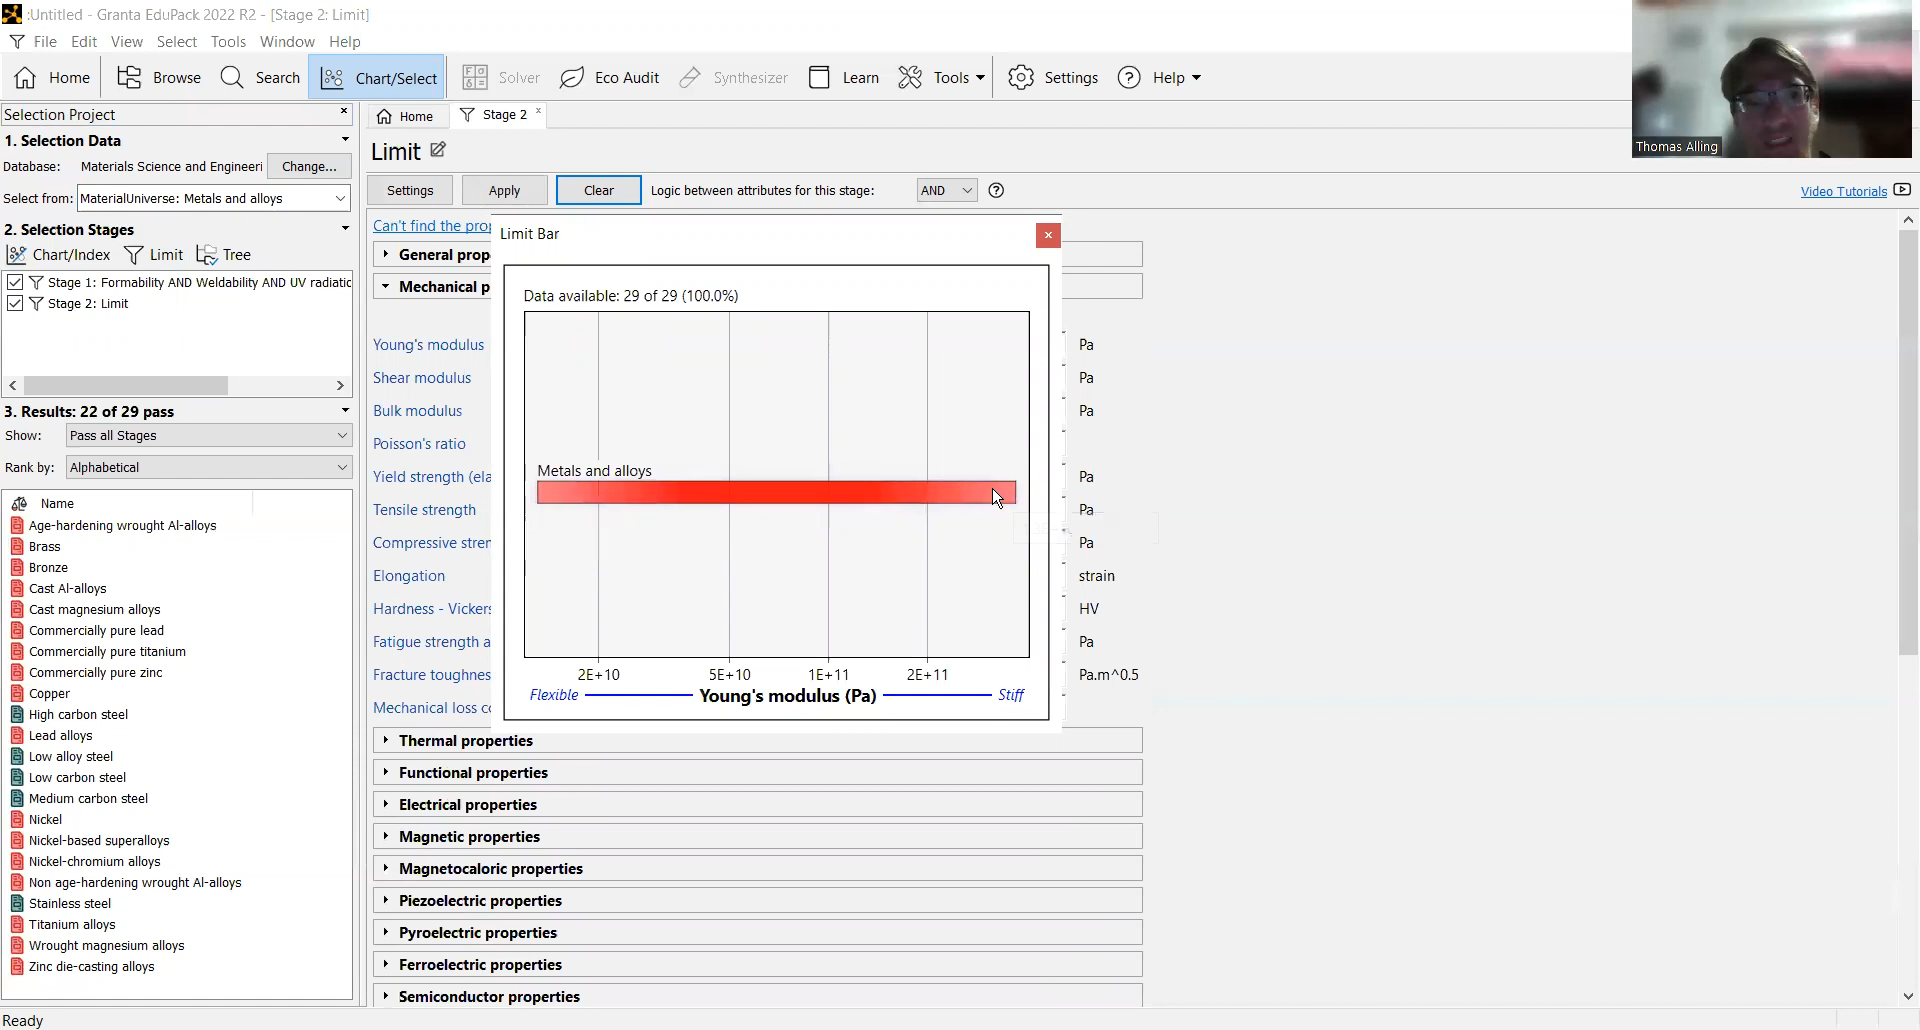 :Untitled - Granta EduPack 2022 R2 - [Stage 2: Limit]
File Edit View Select Tools Window Help
Home Browse Search Chart/Select Solver Eco Audit Synthesizer Learn Tools Settings Help
Thomas Alling
Selection Project
1. Selection Data
Database: Materials Science and Engineeri Change...
Select from: MaterialUniverse: Metals and alloys
2. Selection Stages
Chart/Index Limit Tree
Stage 1: Formability AND Weldability AND UV radiatic
Stage 2: Limit
3. Results: 22 of 29 pass
Show: Pass all Stages
Rank by: Alphabetical
Name
Age-hardening wrought Al-alloys
Brass
Bronze
Cast Al-alloys
Cast magnesium alloys
Commercially pure lead
Commercially pure titanium
Commercially pure zinc
Copper
High carbon steel
Lead alloys
Low alloy steel
Low carbon steel
Medium carbon steel
Nickel
Nickel-based superalloys
Nickel-chromium alloys
Non age-hardening wrought Al-alloys
Stainless steel
Titanium alloys
Wrought magnesium alloys
Zinc die-casting alloys
Ready
Home Stage 2
Limit
Settings Apply Clear Logic between attributes for this stage: AND
Video Tutorials
Can't find the prop
General prop
Mechanical p
Young's modulus Pa
Shear modulus Pa
Bulk modulus Pa
Poisson's ratio
Yield strength (ela Pa
Tensile strength Pa
Compressive stren Pa
Elongation strain
Hardness - Vickers HV
Fatigue strength a Pa
Fracture toughnes Pa.m^0.5
Mechanical loss co
Thermal properties
Functional properties
Electrical properties
Magnetic properties
Magnetocaloric properties
Piezoelectric properties
Pyroelectric properties
Ferroelectric properties
Semiconductor properties
Limit Bar
Data available: 29 of 29 (100.0%)
Metals and alloys
2E+10 5E+10 1E+11 2E+11
Flexible Young's modulus (Pa) Stiff